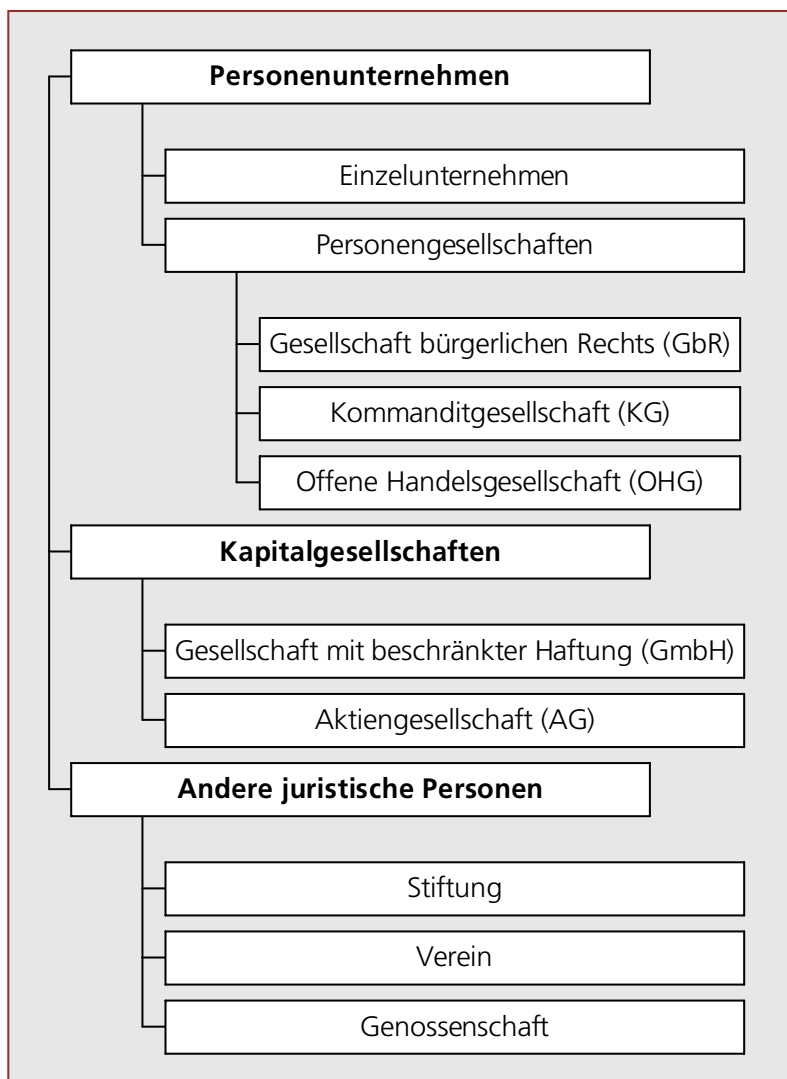 Personenunternehmen
Einzelunternehmen
Personengesellschaften
Gesellschaft bürgerlichen Rechts (GbR)
Kommanditgesellschaft (KG)
Offene Handelsgesellschaft (OHG)
Kapitalgesellschaften
Gesellschaft mit beschränkter Haftung (GmbH)
Aktiengesellschaft (AG)
Andere juristische Personen
Stiftung
Verein
Genossenschaft